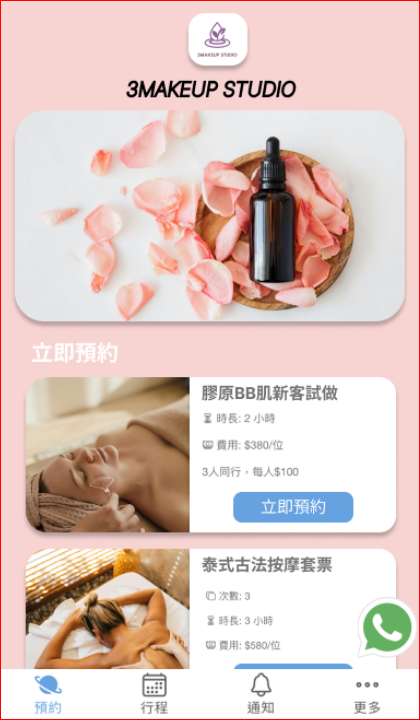 3MAKEUP STUDIO
3MAKEUP STUDIO
立即預約
膠原BB肌新客試做
時長: 2 小時
費用: $380/位
3人同行，每人$100
立即預約
泰式古法按摩套票
次數: 3
時長: 3 小時
費用: $580/位
預約
行程
通知
更多